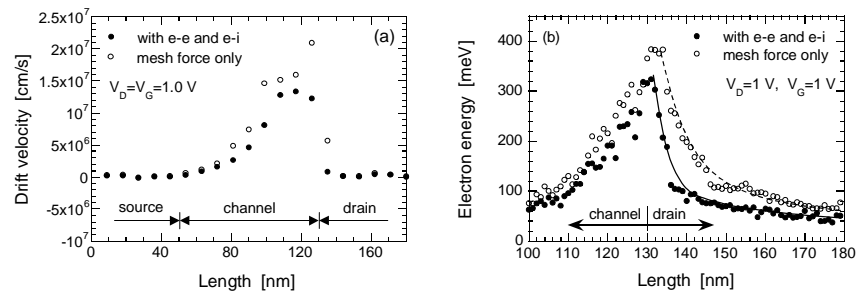 2.5x10⁷
2x10⁷
1.5x10⁷
10⁷
5x10⁶
0
-5x10⁶
-10⁷
Drift velocity [cm/s]
with e-e and e-i
mesh force only
(a)
V_D=V_G=1.0 V
source
channel
drain
0 40 80 120 160
Length [nm]
400
300
200
100
0
Electron energy [meV]
(b)
with e-e and e-i
mesh force only
V_D=1 V, V_G=1 V
channel
drain
100 110 120 130 140 150 160 170 180
Length [nm]